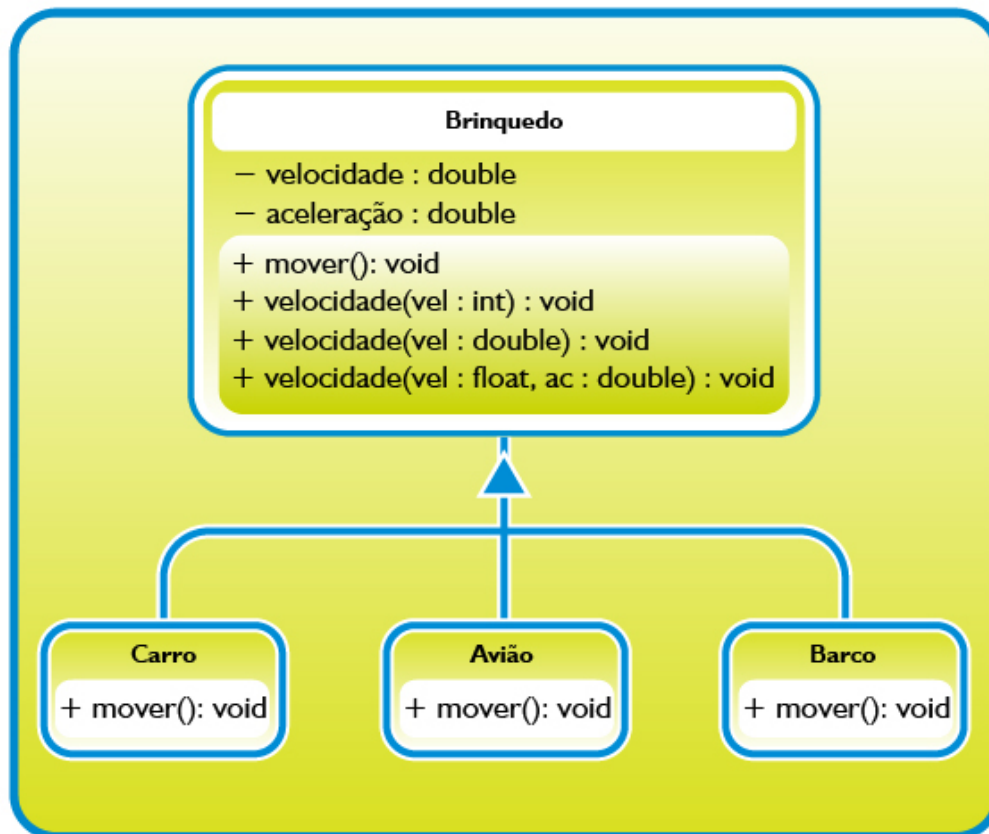 Brinquedo
− velocidade : double
− aceleração : double
+ mover(): void
+ velocidade(vel : int) : void
+ velocidade(vel : double) : void
+ velocidade(vel : float, ac : double) : void
Carro
+ mover(): void
Avião
+ mover(): void
Barco
+ mover(): void